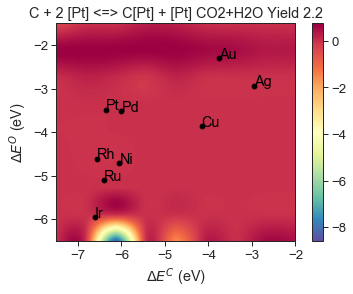 C + 2 [Pt] <=> C[Pt] + [Pt] CO2+H2O Yield 2.2
ΔE^O (eV)
−2
−3
−4
−5
−6
Au
Ag
Pt
Pd
Cu
Rh
Ni
Ru
Ir
−7
−6
−5
−4
−3
−2
ΔE^C (eV)
0
−2
−4
−6
−8